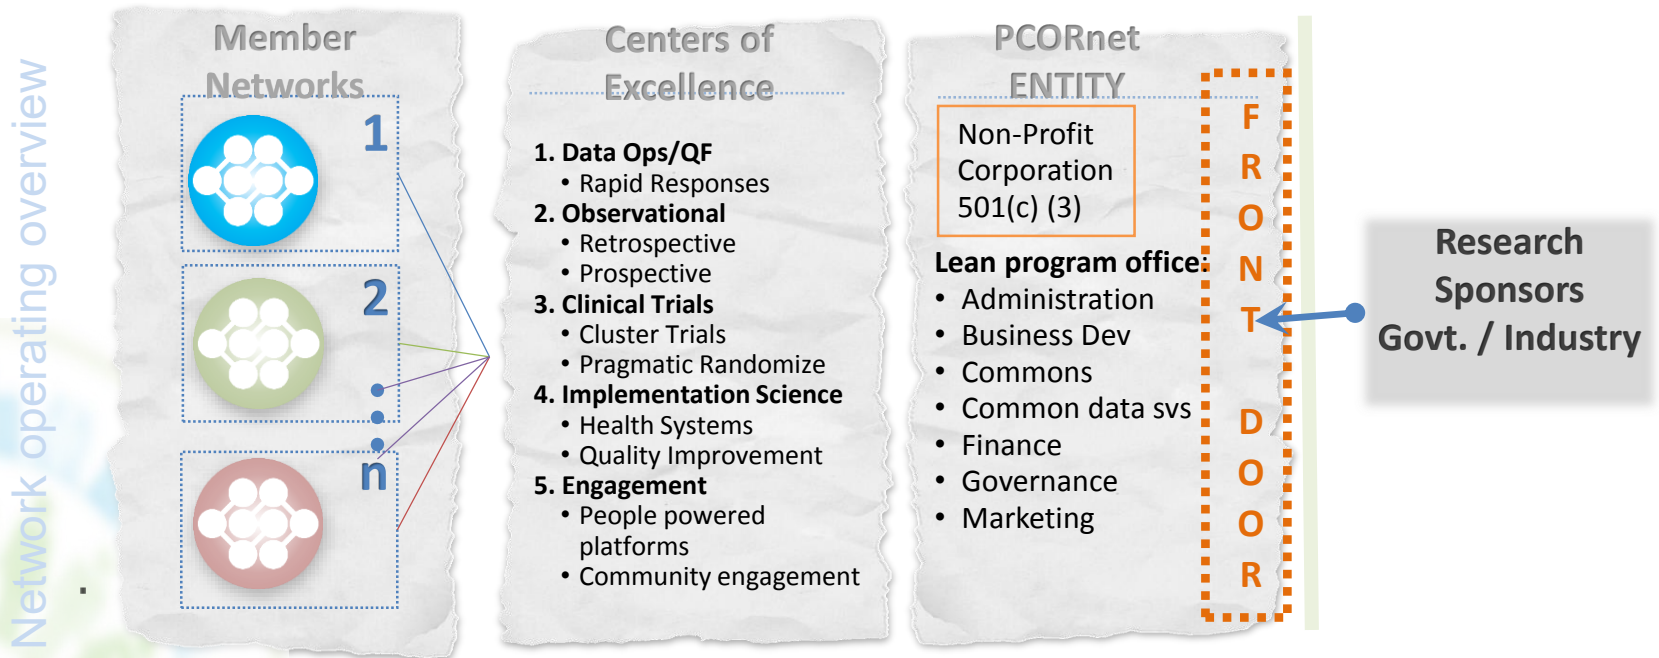 Network operating overview
Member
Networks
1
2
n
Centers of
Excellence
1. Data Ops/QF
• Rapid Responses
2. Observational
• Retrospective
• Prospective
3. Clinical Trials
• Cluster Trials
• Pragmatic Randomize
4. Implementation Science
• Health Systems
• Quality Improvement
5. Engagement
• People powered
platforms
• Community engagement
PCORnet
ENTITY
Non-Profit
Corporation
501(c) (3)
Lean program office:
• Administration
• Business Dev
• Commons
• Common data svs
• Finance
• Governance
• Marketing
FRONT DOOR
Research
Sponsors
Govt. / Industry
.